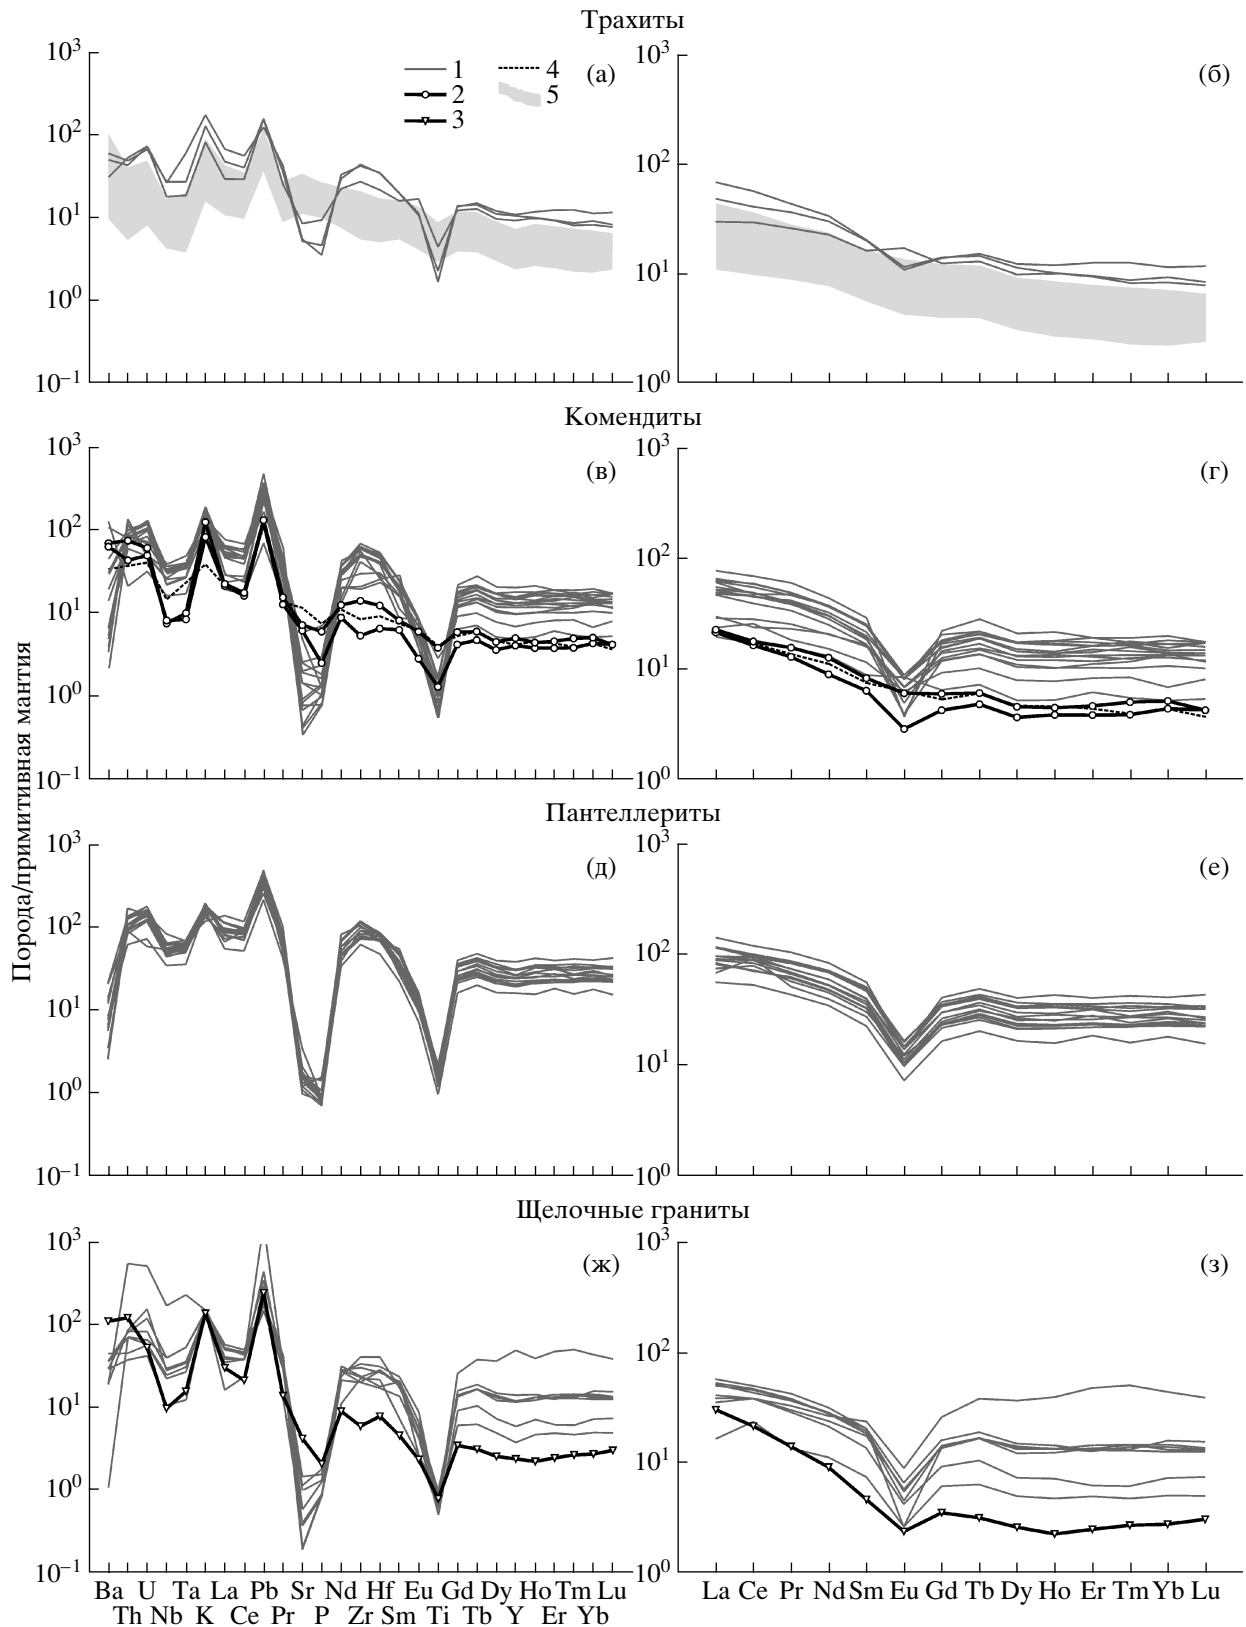 Трахиты
10³ 10² 10¹ 10⁰ 10⁻¹
(а)
1 2 3 4 5
10³ 10² 10¹ 10⁰
(б)
Комендиты
10³ 10² 10¹ 10⁰ 10⁻¹
(в)
10³ 10² 10¹ 10⁰
(г)
Порода/примитивная мантия
Пантеллериты
10³ 10² 10¹ 10⁰ 10⁻¹
(д)
10³ 10² 10¹ 10⁰
(е)
Щелочные граниты
10³ 10² 10¹ 10⁰ 10⁻¹
(ж)
10³ 10² 10¹ 10⁰
(з)
Ba U Ta La Pb Sr Nd Hf Eu Gd Dy Ho Tm Lu
Th Nb K Ce Pr P Zr Sm Ti Tb Y Er Yb
La Ce Pr Nd Sm Eu Gd Tb Dy Ho Er Tm Yb Lu